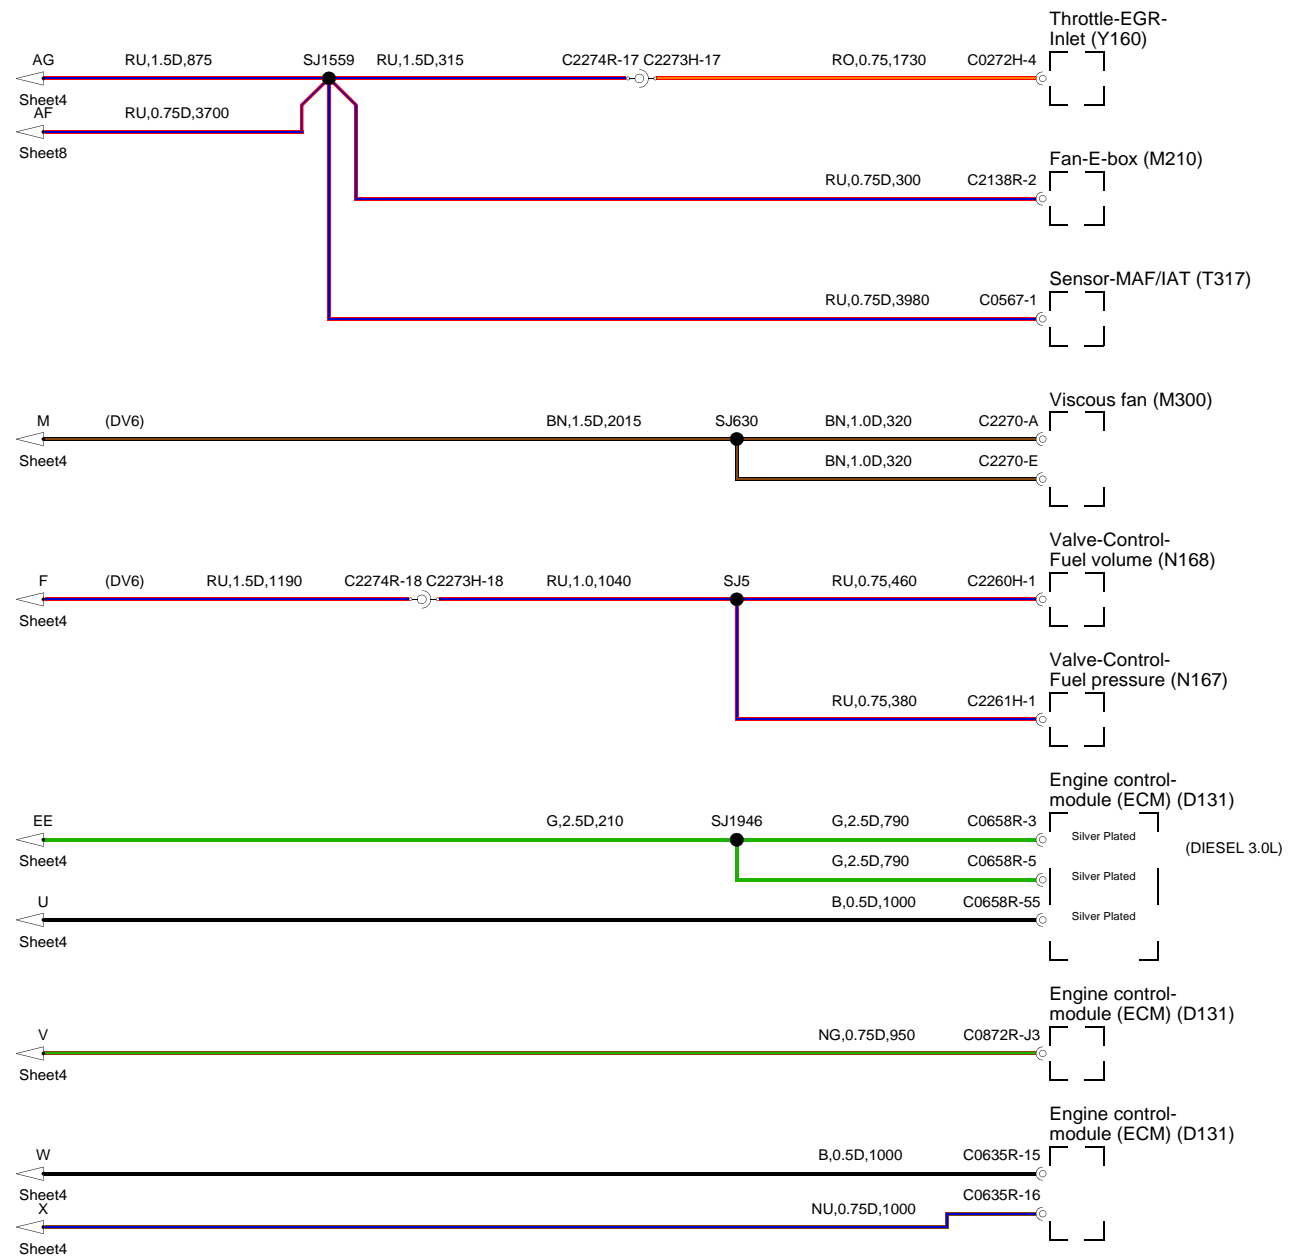 Throttle-EGR-
Inlet (Y160)
AG RU,1.5D,875 SJ1559 RU,1.5D,315 C2274R-17 C2273H-17 RO,0.75,1730 C0272H-4
Sheet4
AF RU,0.75D,3700
Sheet8
Fan-E-box (M210)
RU,0.75D,300 C2138R-2
Sensor-MAF/IAT (T317)
RU,0.75D,3980 C0567-1
Viscous fan (M300)
M (DV6) BN,1.5D,2015 SJ630 BN,1.0D,320 C2270-A
Sheet4
BN,1.0D,320 C2270-E
Valve-Control-
Fuel volume (N168)
F (DV6) RU,1.5D,1190 C2274R-18 C2273H-18 RU,1.0,1040 SJ5 RU,0.75,460 C2260H-1
Sheet4
Valve-Control-
Fuel pressure (N167)
RU,0.75,380 C2261H-1
Engine control-
module (ECM) (D131)
EE G,2.5D,210 SJ1946 G,2.5D,790 C0658R-3 Silver Plated
(DIESEL 3.0L)
Sheet4
G,2.5D,790 C0658R-5 Silver Plated
U B,0.5D,1000 C0658R-55 Silver Plated
Sheet4
Engine control-
module (ECM) (D131)
V NG,0.75D,950 C0872R-J3
Sheet4
Engine control-
module (ECM) (D131)
W B,0.5D,1000 C0635R-15
Sheet4
C0635R-16
X NU,0.75D,1000
Sheet4